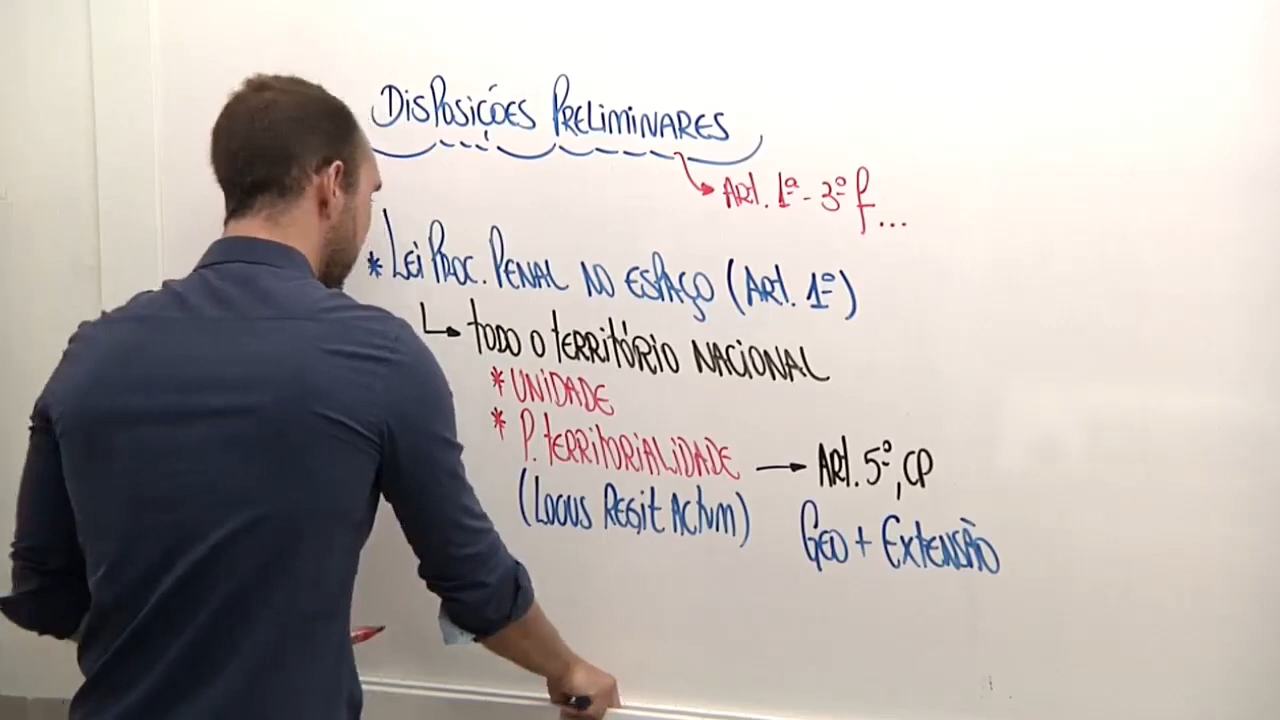 DISPOSIÇÕES PRELIMINARES
ART. 1º - 3º f...
* LEI PROC. PENAL NO ESPAÇO (ART. 1º)
↳ TODO O TERRITÓRIO NACIONAL
* UNIDADE
* P. TERRITORIALIDADE → ART. 5º, CP
(LOCUS REGIT ACTUM) GEO + EXTENSÃO